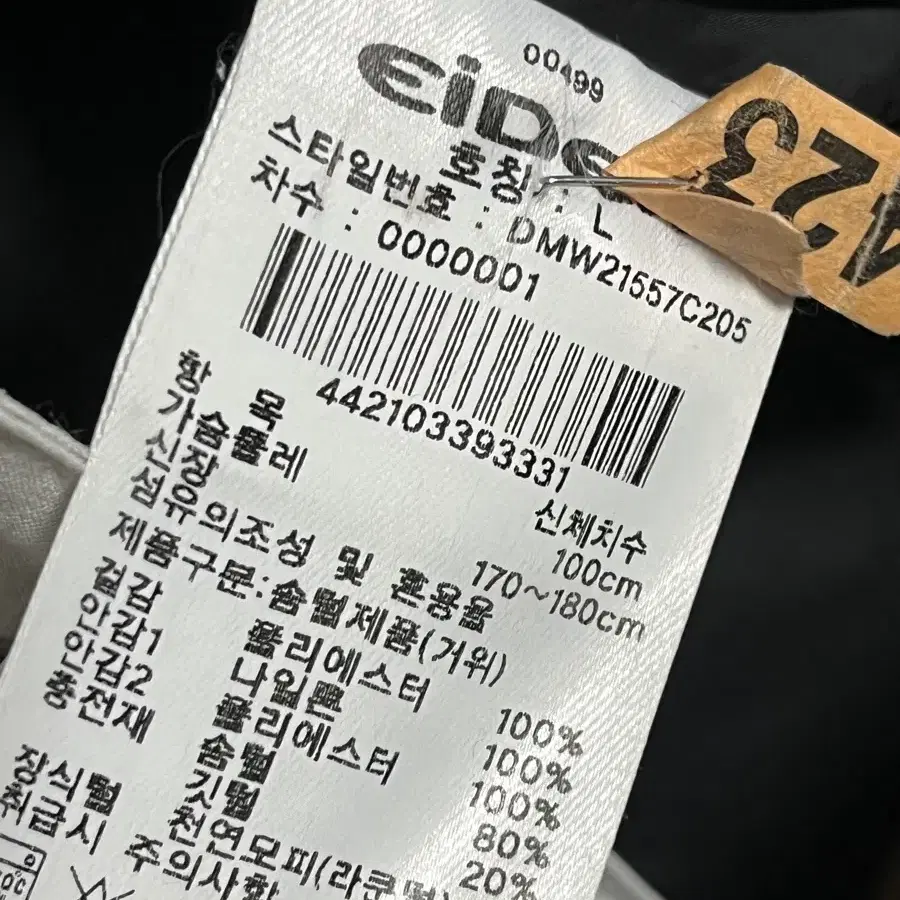 00499
EiD
호칭 : L
스타일번호 : DMW21557C205
차수 : 0000001
442103393331
항 목 신체치수
가슴둘레 100cm
신장 170~180cm
섬유의조성 및 혼용율
제품구분:솜털제품(거위)
겉감 폴리에스터 100%
안감1 나일론 100%
안감2 폴리에스터 100%
충전재 솜털 80%
깃털 20%
장식털 천연모피(라쿤털)
취급시 주의사항
423